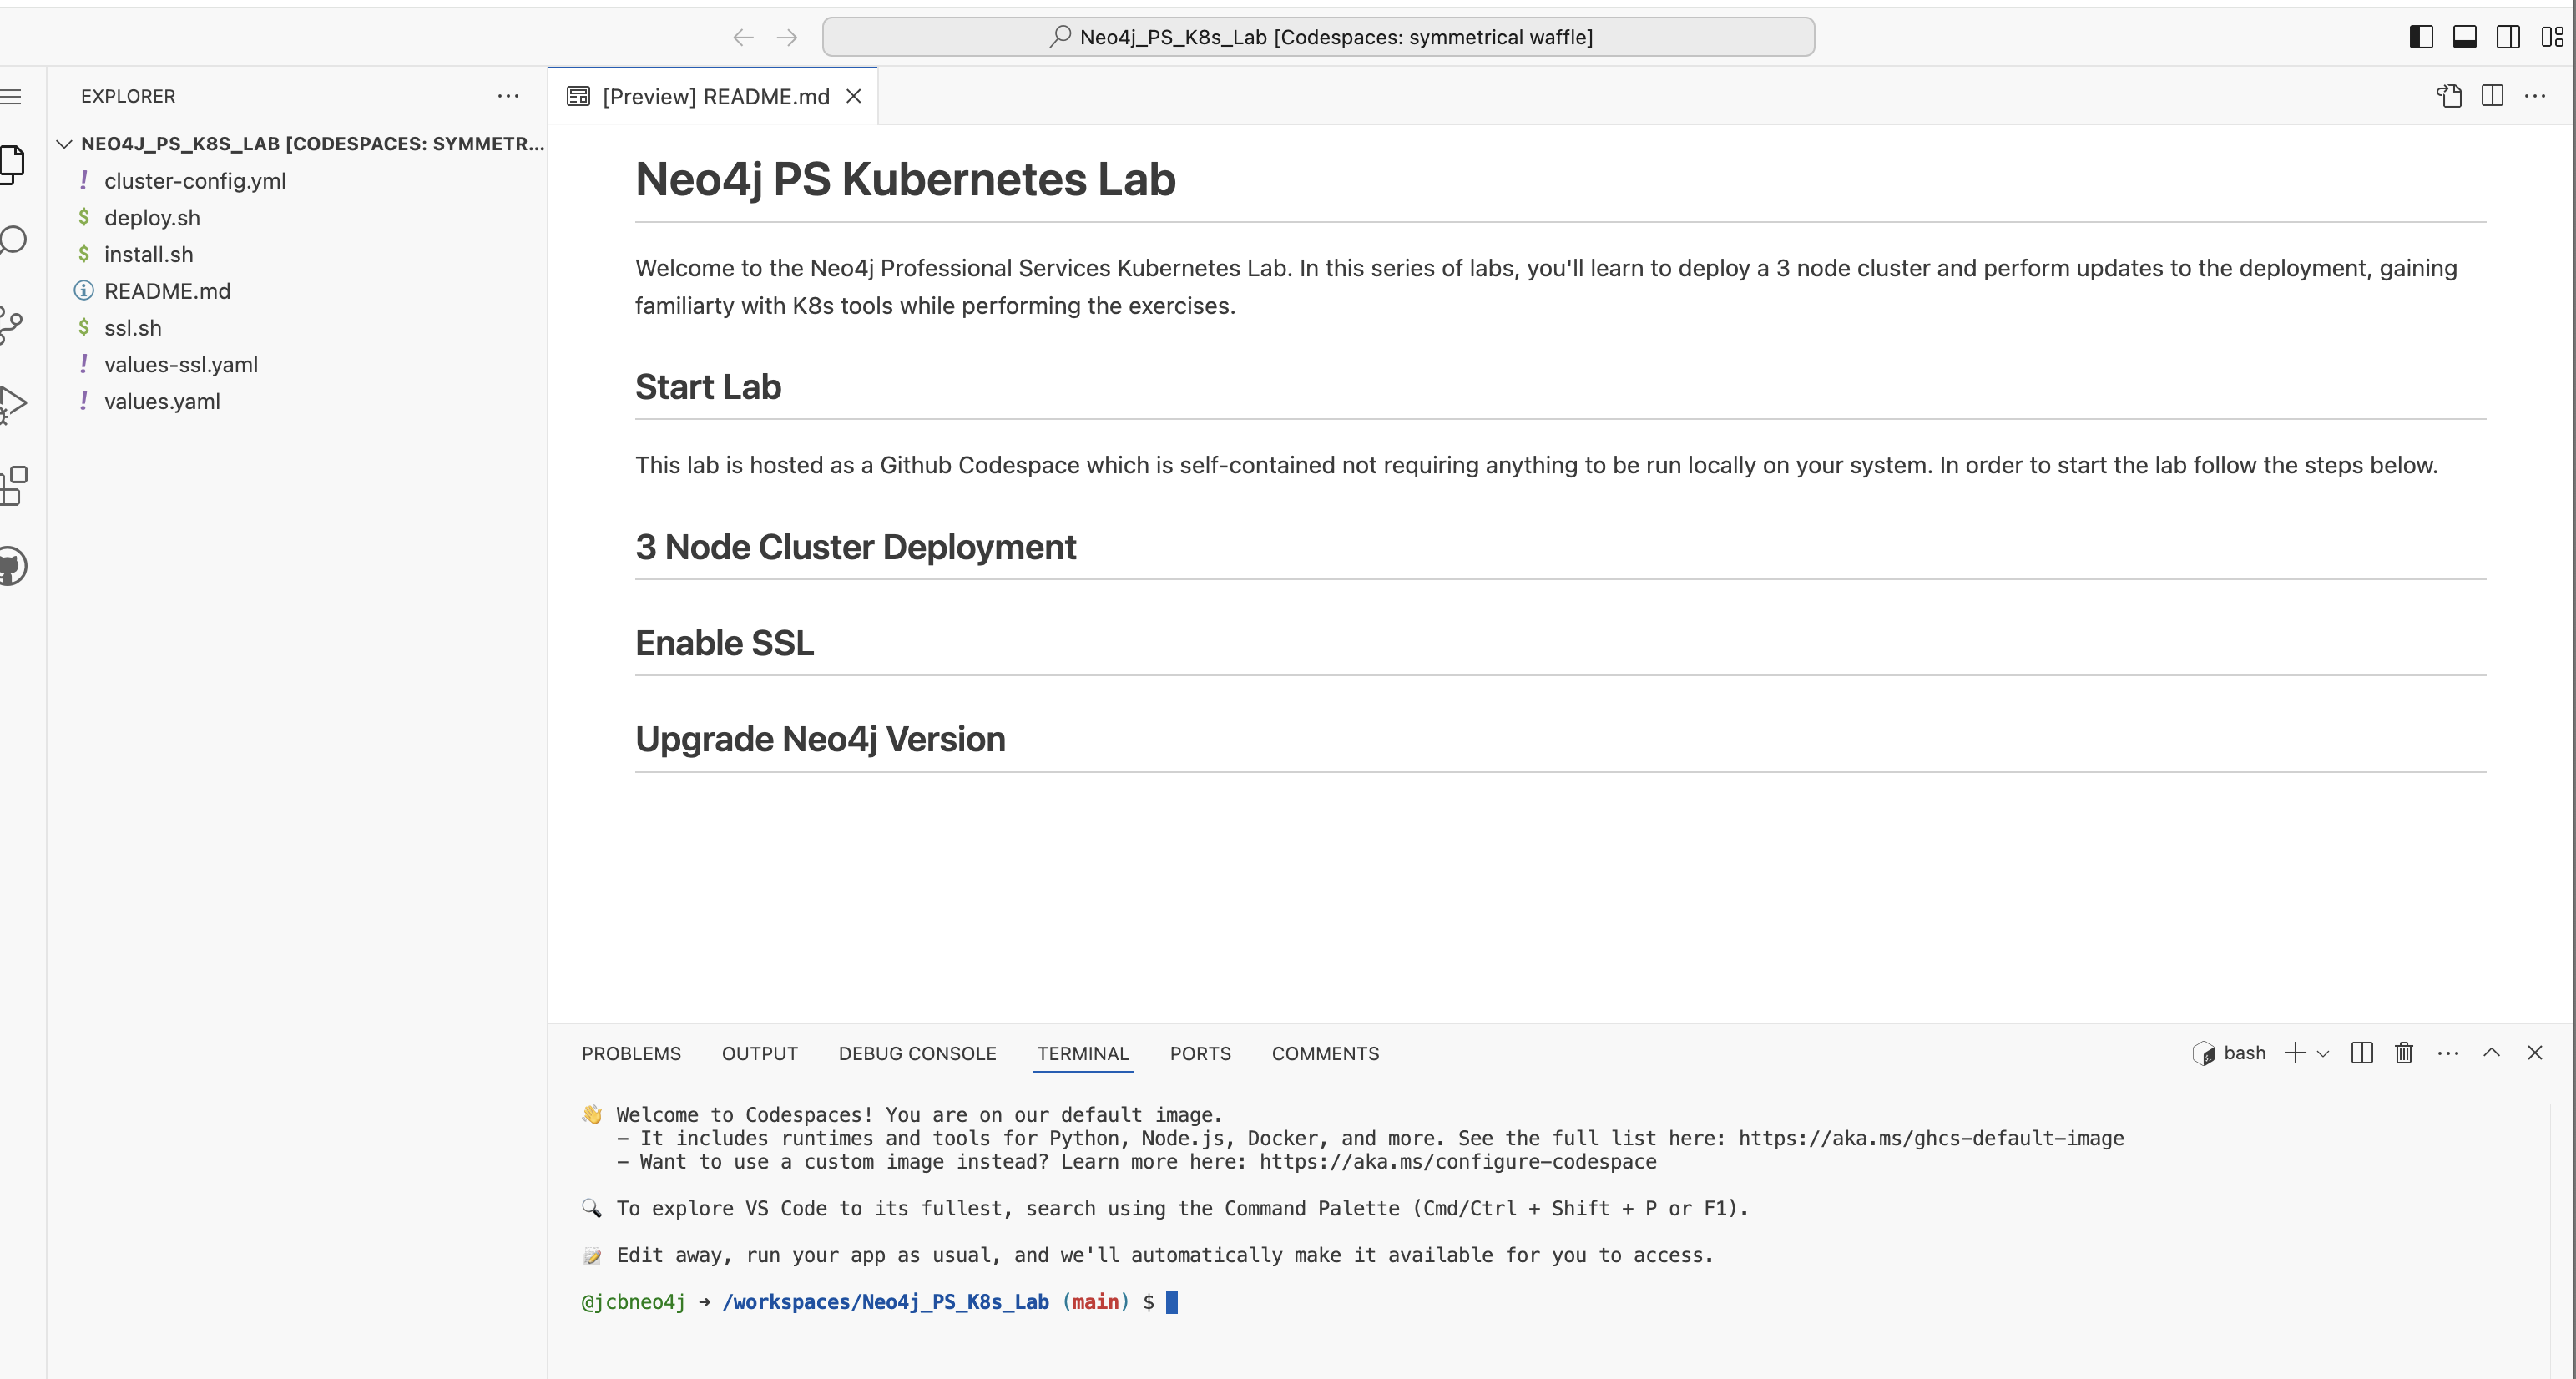 Neo4j_PS_K8s_Lab [Codespaces: symmetrical waffle]
EXPLORER
NEO4J_PS_K8S_LAB [CODESPACES: SYMMETR...
! cluster-config.yml
$ deploy.sh
$ install.sh
README.md
$ ssl.sh
! values-ssl.yaml
! values.yaml
[Preview] README.md
Neo4j PS Kubernetes Lab
Welcome to the Neo4j Professional Services Kubernetes Lab. In this series of labs, you'll learn to deploy a 3 node cluster and perform updates to the deployment, gaining
familiarty with K8s tools while performing the exercises.
Start Lab
This lab is hosted as a Github Codespace which is self-contained not requiring anything to be run locally on your system. In order to start the lab follow the steps below.
3 Node Cluster Deployment
Enable SSL
Upgrade Neo4j Version
PROBLEMS OUTPUT DEBUG CONSOLE TERMINAL PORTS COMMENTS
bash
👋 Welcome to Codespaces! You are on our default image.
- It includes runtimes and tools for Python, Node.js, Docker, and more. See the full list here: https://aka.ms/ghcs-default-image
- Want to use a custom image instead? Learn more here: https://aka.ms/configure-codespace
🔍 To explore VS Code to its fullest, search using the Command Palette (Cmd/Ctrl + Shift + P or F1).
📝 Edit away, run your app as usual, and we'll automatically make it available for you to access.
@jcbneo4j → /workspaces/Neo4j_PS_K8s_Lab (main) $